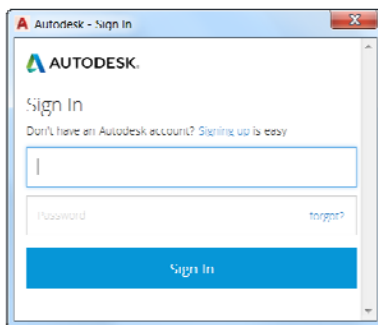 Autodesk - Sign In
AUTODESK.
Sign In
Don't have an Autodesk account? Signing up is easy
Password
forgot?
Sign In